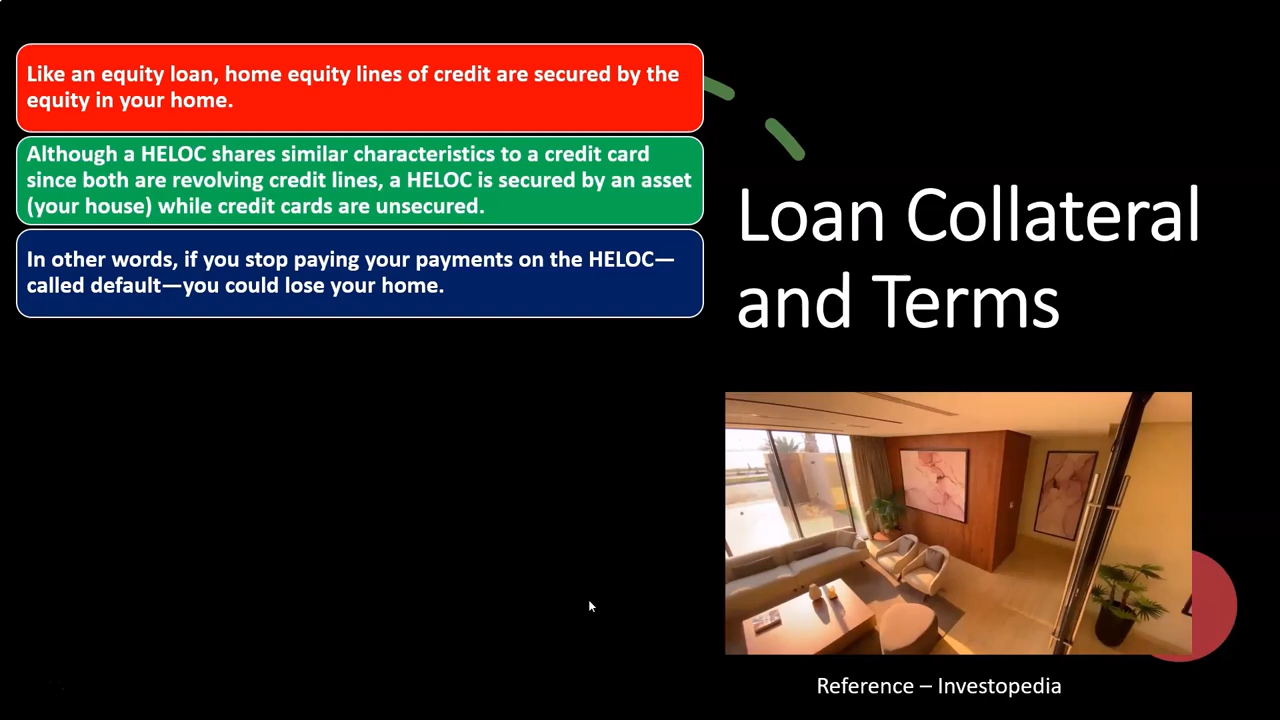 Like an equity loan, home equity lines of credit are secured by the
equity in your home.
Although a HELOC shares similar characteristics to a credit card
since both are revolving credit lines, a HELOC is secured by an asset
(your house) while credit cards are unsecured.
In other words, if you stop paying your payments on the HELOC—
called default—you could lose your home.
Loan Collateral
and Terms
Reference – Investopedia